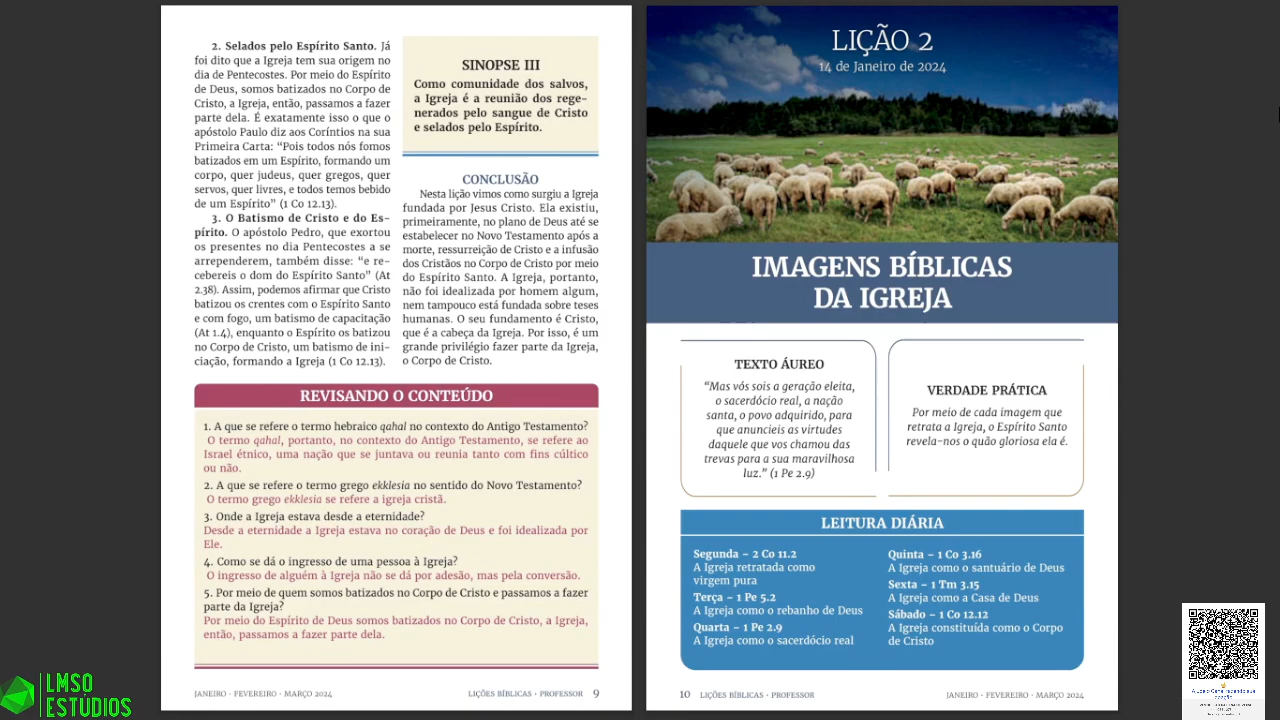 2. Selados pelo Espírito Santo. Já
foi dito que a Igreja tem sua origem no
dia de Pentecostes. Por meio do Espírito
de Deus, somos batizados no Corpo de
Cristo, a Igreja, então, passamos a fazer
parte dela. É exatamente isso o que o
apóstolo Paulo diz aos Coríntios na sua
Primeira Carta: “Pois todos nós fomos
batizados em um Espírito, formando um
corpo, quer judeus, quer gregos, quer
servos, quer livres, e todos temos bebido
de um Espírito” (1 Co 12.13).
3. O Batismo de Cristo e do Es-
pírito. O apóstolo Pedro, que exortou
os presentes no dia Pentecostes a se
arrependerem, também disse: “e re-
cebereis o dom do Espírito Santo” (At
2.38). Assim, podemos afirmar que Cristo
batizou os crentes com o Espírito Santo
e com fogo, um batismo de capacitação
(At 1.4), enquanto o Espírito os batizou
no Corpo de Cristo, um batismo de ini-
ciação, formando a Igreja (1 Co 12.13).
SINOPSE III
Como comunidade dos salvos,
a Igreja é a reunião dos rege-
nerados pelo sangue de Cristo
e selados pelo Espírito.
CONCLUSÃO
Nesta lição vimos como surgiu a Igreja
fundada por Jesus Cristo. Ela existiu,
primeiramente, no plano de Deus até se
estabelecer no Novo Testamento após a
morte, ressurreição de Cristo e a infusão
dos Cristãos no Corpo de Cristo por meio
do Espírito Santo. A Igreja, portanto,
não foi idealizada por homem algum,
nem tampouco está fundada sobre teses
humanas. O seu fundamento é Cristo,
que é a cabeça da Igreja. Por isso, é um
grande privilégio fazer parte da Igreja,
o Corpo de Cristo.
REVISANDO O CONTEÚDO
1. A que se refere o termo hebraico qahal no contexto do Antigo Testamento?
O termo qahal, portanto, no contexto do Antigo Testamento, se refere ao
Israel étnico, uma nação que se juntava ou reunia tanto com fins cúltico
ou não.
2. A que se refere o termo grego ekklesia no sentido do Novo Testamento?
O termo grego ekklesia se refere a igreja cristã.
3. Onde a Igreja estava desde a eternidade?
Desde a eternidade a Igreja estava no coração de Deus e foi idealizada por
Ele.
4. Como se dá o ingresso de uma pessoa à Igreja?
O ingresso de alguém à Igreja não se dá por adesão, mas pela conversão.
5. Por meio de quem somos batizados no Corpo de Cristo e passamos a fazer
parte da Igreja?
Por meio do Espírito de Deus somos batizados no Corpo de Cristo, a Igreja,
então, passamos a fazer parte dela.
JANEIRO · FEVEREIRO · MARÇO 2024
LIÇÕES BÍBLICAS · PROFESSOR 9
LIÇÃO 2
14 de Janeiro de 2024
IMAGENS BÍBLICAS
DA IGREJA
TEXTO ÁUREO
“Mas vós sois a geração eleita,
o sacerdócio real, a nação
santa, o povo adquirido, para
que anuncieis as virtudes
daquele que vos chamou das
trevas para a sua maravilhosa
luz.” (1 Pe 2.9)
VERDADE PRÁTICA
Por meio de cada imagem que
retrata a Igreja, o Espírito Santo
revela-nos o quão gloriosa ela é.
LEITURA DIÁRIA
Segunda – 2 Co 11.2
A Igreja retratada como
virgem pura
Terça – 1 Pe 5.2
A Igreja como o rebanho de Deus
Quarta – 1 Pe 2.9
A Igreja como o sacerdócio real
Quinta – 1 Co 3.16
A Igreja como o santuário de Deus
Sexta – 1 Tm 3.15
A Igreja como a Casa de Deus
Sábado – 1 Co 12.12
A Igreja constituída como o Corpo
de Cristo
10 LIÇÕES BÍBLICAS · PROFESSOR
JANEIRO · FEVEREIRO · MARÇO 2024
LMSO
ESTÚDIOS